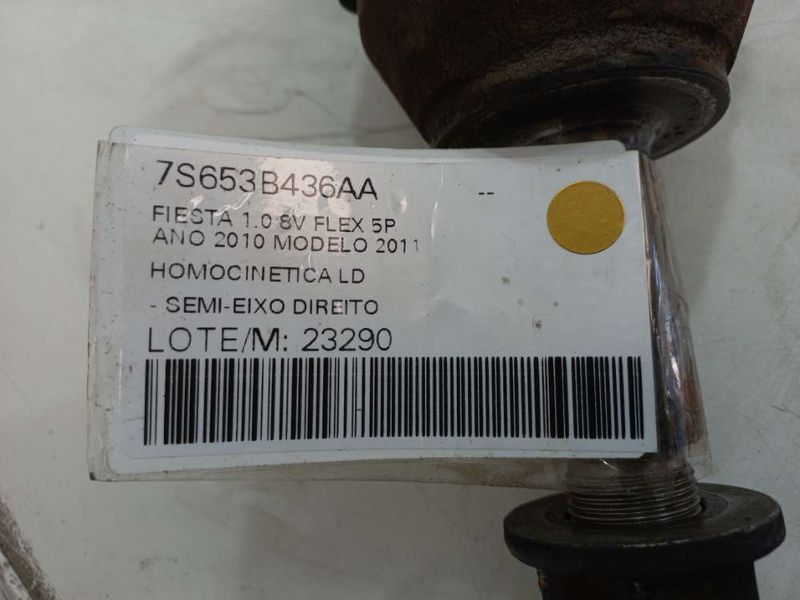 7S653B436AA --
FIESTA 1.0 8V FLEX 5P
ANO 2010 MODELO 2011
HOMOCINETICA LD
- SEMI-EIXO DIREITO
LOTE/M: 23290